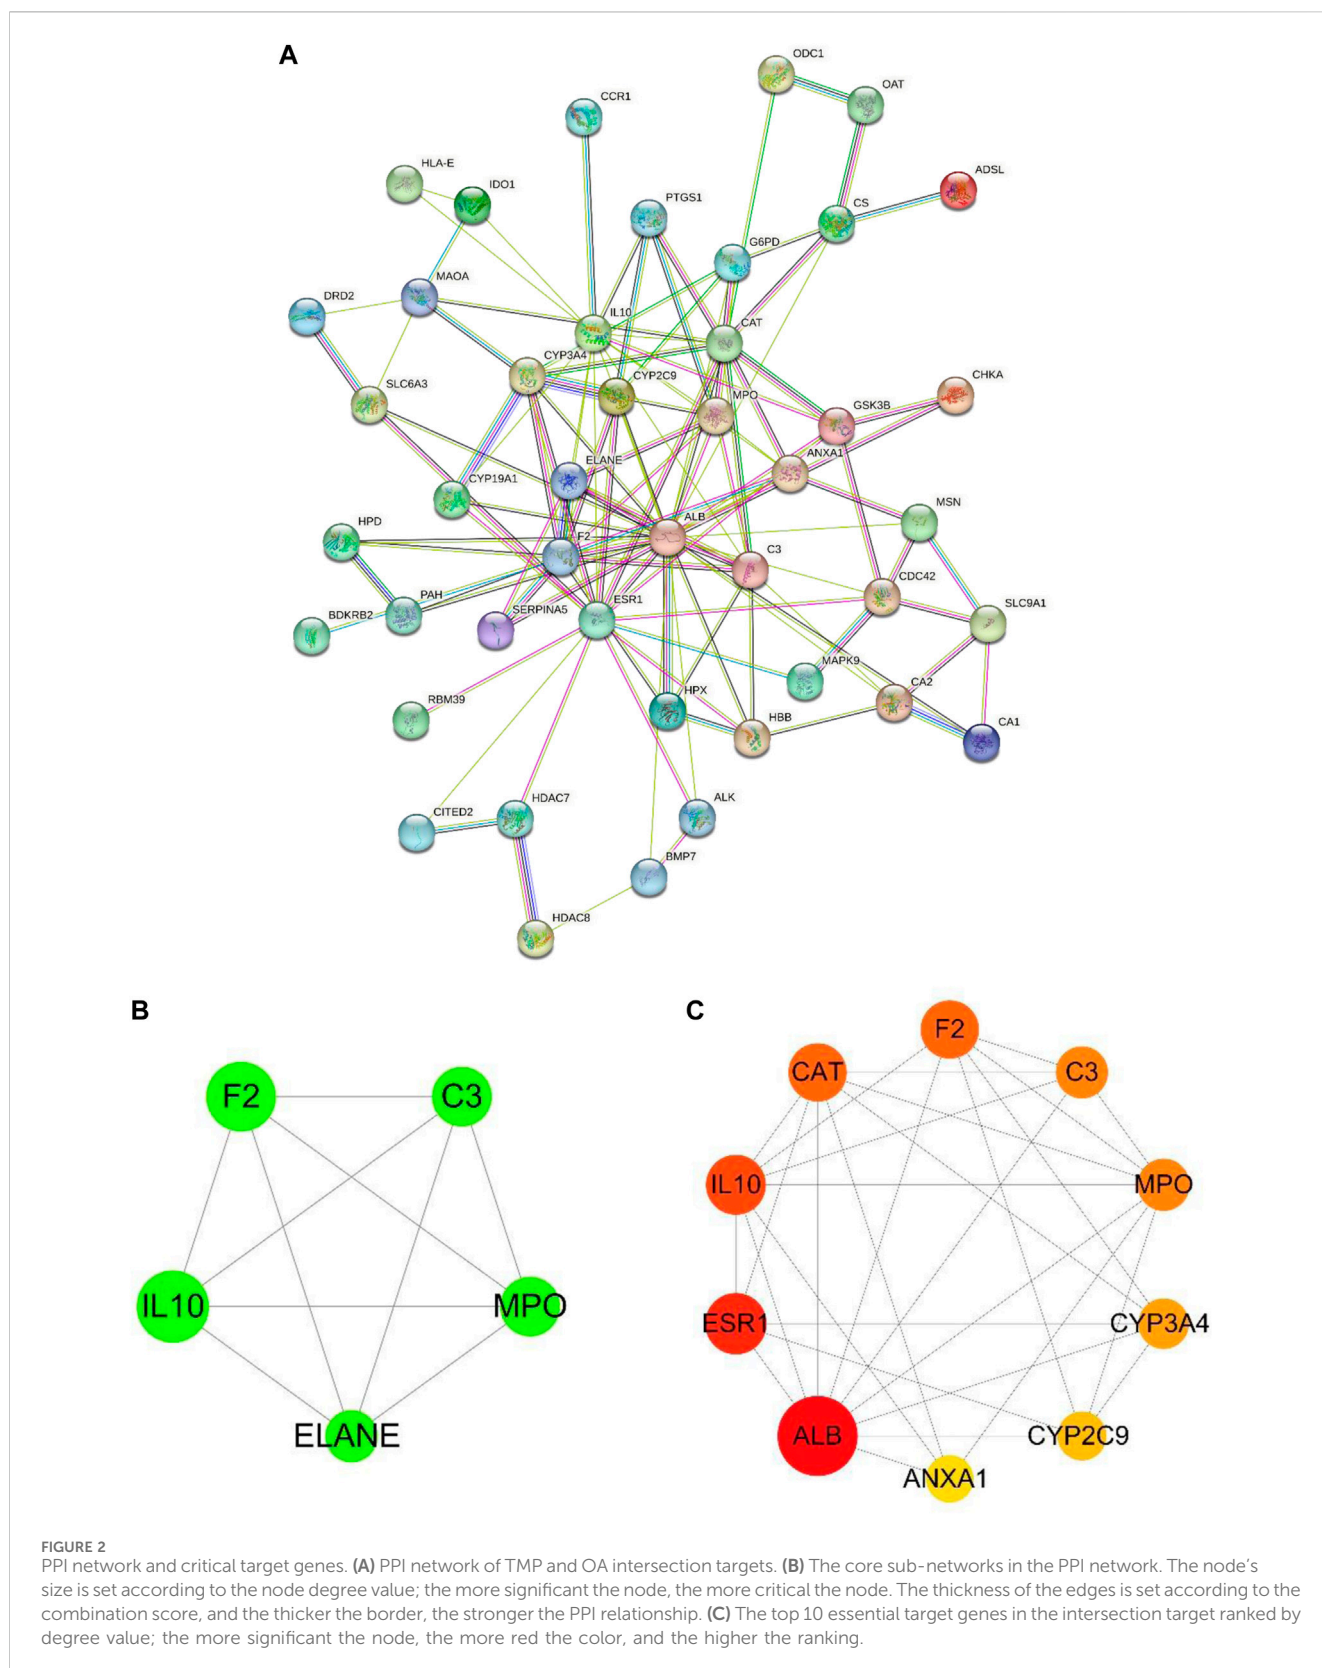 A
ODC1
OAT
CCR1
HLA-E
IDO1
ADSL
PTGS1
CS
G6PD
MAOA
DRD2
IL10
CAT
CYP3A4
CYP2C9
SLC6A3
CHKA
MPO
GSK3B
ANXA1
ELANE
CYP19A1
MSN
ALB
HPD
F2
C3
CDC42
PAH
ESR1
SERPINA5
BDKRB2
SLC9A1
MAPK9
CA2
RBM39
HPX
HBB
CA1
HDAC7
ALK
CITED2
BMP7
HDAC8
B
F2
C3
IL10
MPO
ELANE
C
F2
CAT
C3
IL10
MPO
ESR1
CYP3A4
ALB
CYP2C9
ANXA1
FIGURE 2
PPI network and critical target genes. (A) PPI network of TMP and OA intersection targets. (B) The core sub-networks in the PPI network. The node's
size is set according to the node degree value; the more significant the node, the more critical the node. The thickness of the edges is set according to the
combination score, and the thicker the border, the stronger the PPI relationship. (C) The top 10 essential target genes in the intersection target ranked by
degree value; the more significant the node, the more red the color, and the higher the ranking.